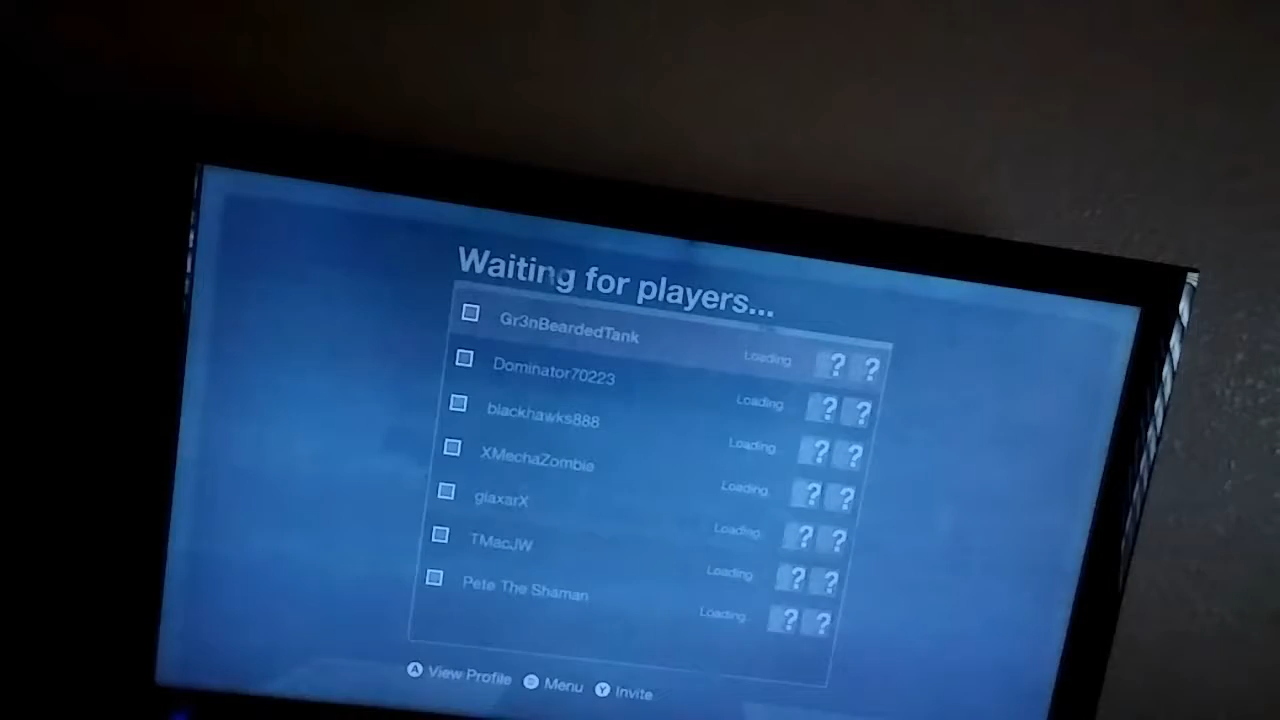 Waiting for players...
Gr3nBeardedTank Loading ? ?
Dominator70223 Loading ? ?
blackhawks888 Loading ? ?
XMechaZombie Loading ? ?
glaxarX Loading ? ?
TMacJW Loading ? ?
Pete The Shaman Loading ? ?
A View Profile Menu Y Invite